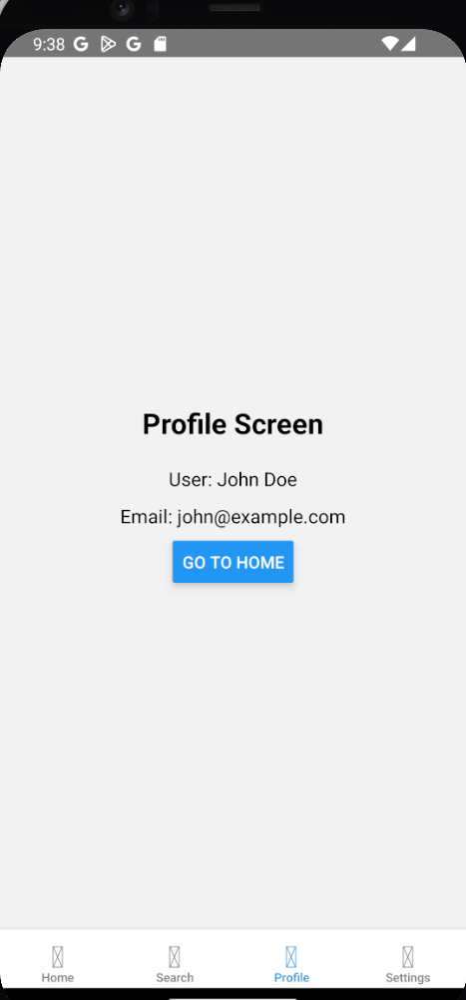 9:38
Profile Screen
User: John Doe
Email: john@example.com
GO TO HOME
Home
Search
Profile
Settings